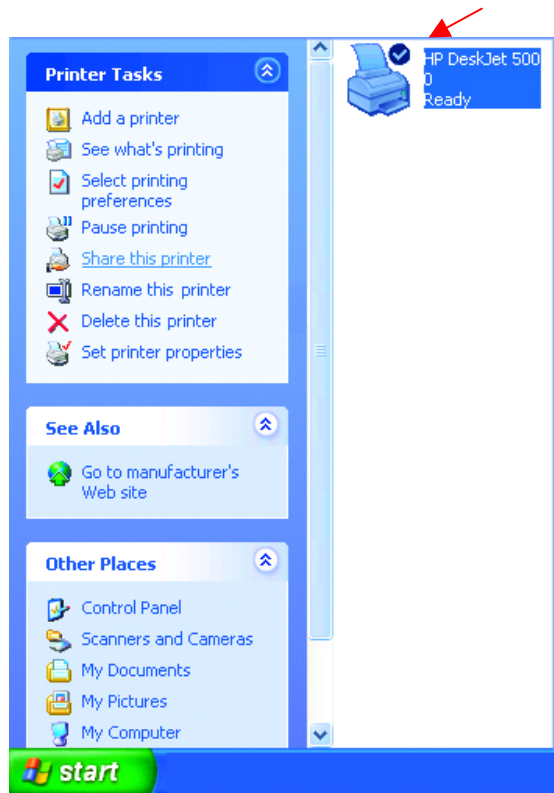 Printer Tasks
Add a printer
See what's printing
Select printing
preferences
Pause printing
Share this printer
Rename this printer
Delete this printer
Set printer properties
See Also
Go to manufacturer's
Web site
Other Places
Control Panel
Scanners and Cameras
My Documents
My Pictures
My Computer
HP DeskJet 500
0
Ready
start